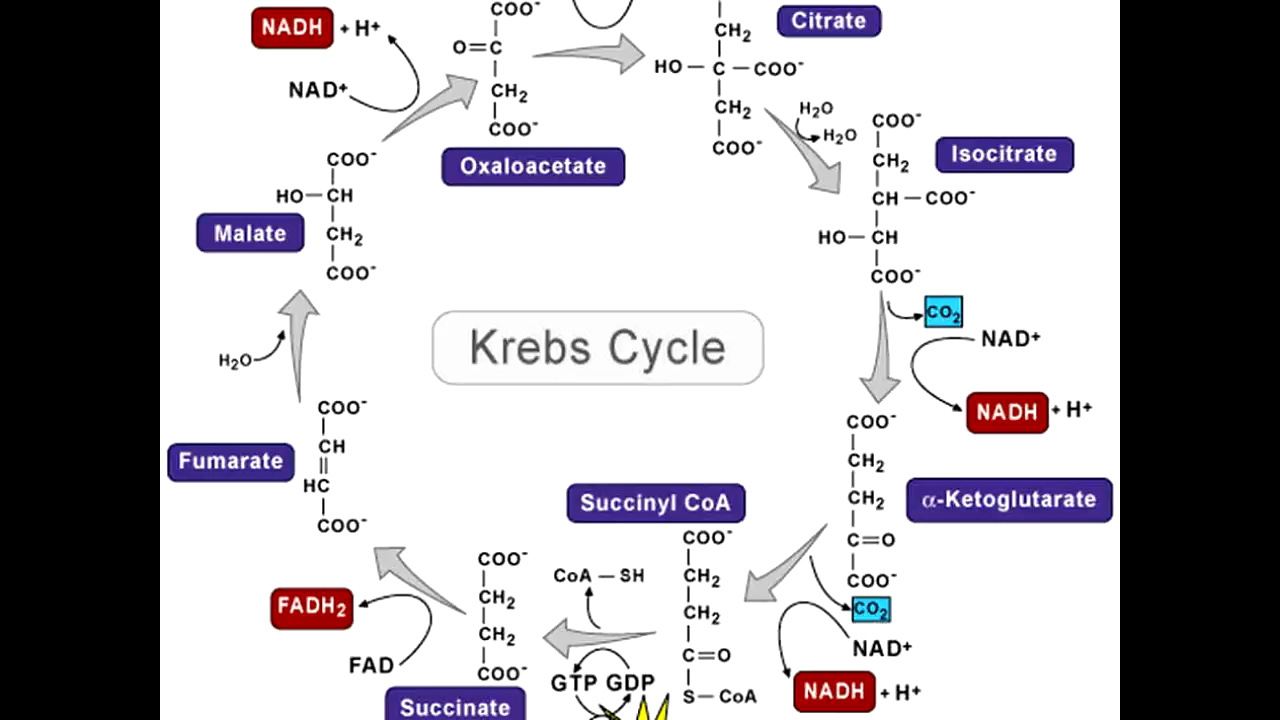 NADH + H+
NAD+
COO-
O=C
CH2
COO-
Oxaloacetate
CH2
HO — C — COO-
CH2
COO-
Citrate
H2O
H2O
COO-
CH2
CH — COO-
HO — CH
COO-
Isocitrate
CO2
NAD+
NADH + H+
COO-
CH2
CH2
C=O
COO-
α-Ketoglutarate
CO2
NAD+
NADH + H+
Succinyl CoA
COO-
CH2
CH2
C=O
S — CoA
CoA — SH
GTP GDP
COO-
CH2
CH2
COO-
Succinate
FADH2
FAD
COO-
CH
HC
COO-
Fumarate
H2O
COO-
HO — CH
CH2
COO-
Malate
Krebs Cycle